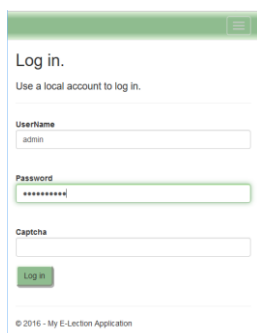 Log in.
Use a local account to log in.
UserName
admin
Password
••••••••••
Captcha
Log in
© 2016 - My E-Lection Application